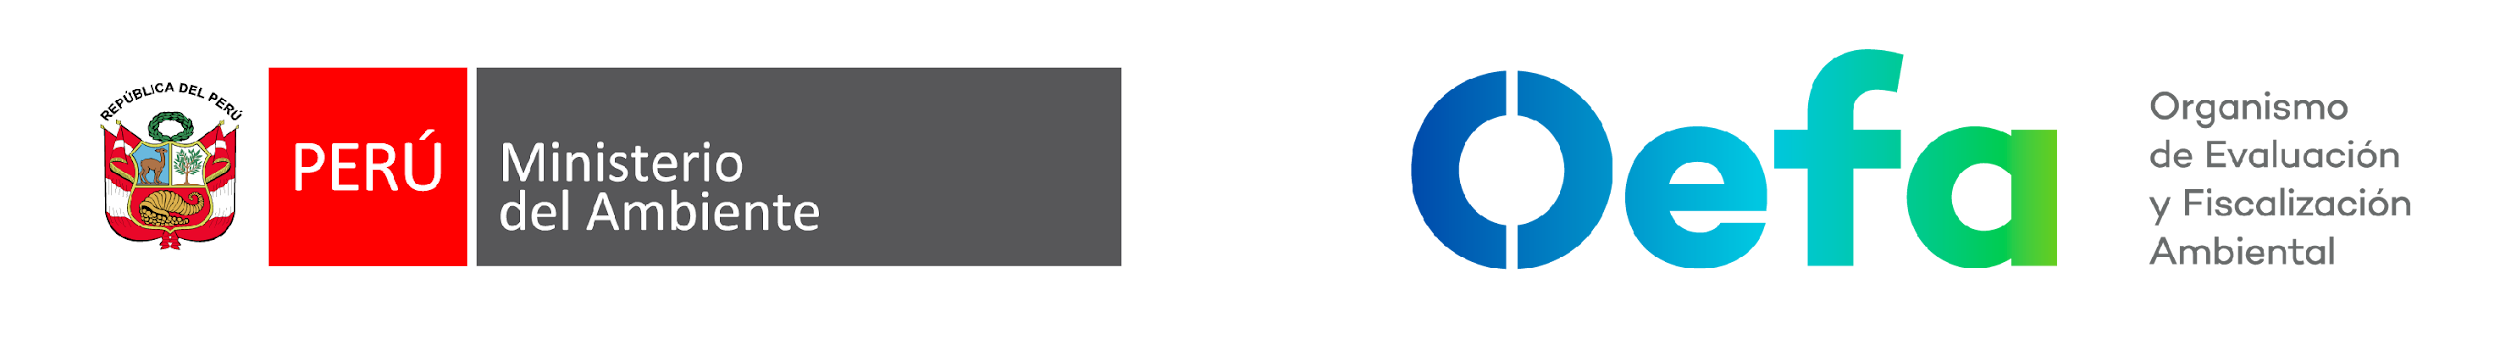 REPÚBLICA DEL PERÚ
PERÚ
Ministerio
del Ambiente
Oefa
Organismo
de Evaluación
y Fiscalización
Ambiental